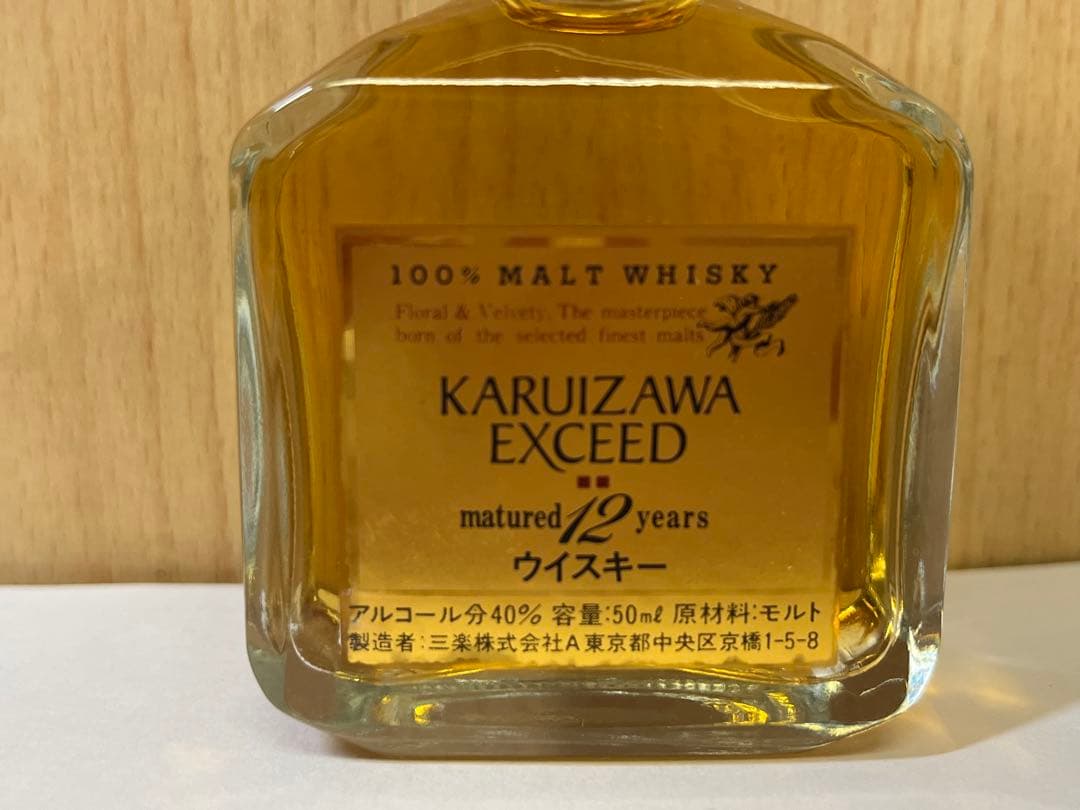 100% MALT WHISKY
Floral & Velvety. The masterpiece
born of the selected finest malts
KARUIZAWA
EXCEED
matured 12 years
ウイスキー
アルコール分40% 容量:50mℓ 原材料:モルト
製造者:三楽株式会社A東京都中央区京橋1-5-8